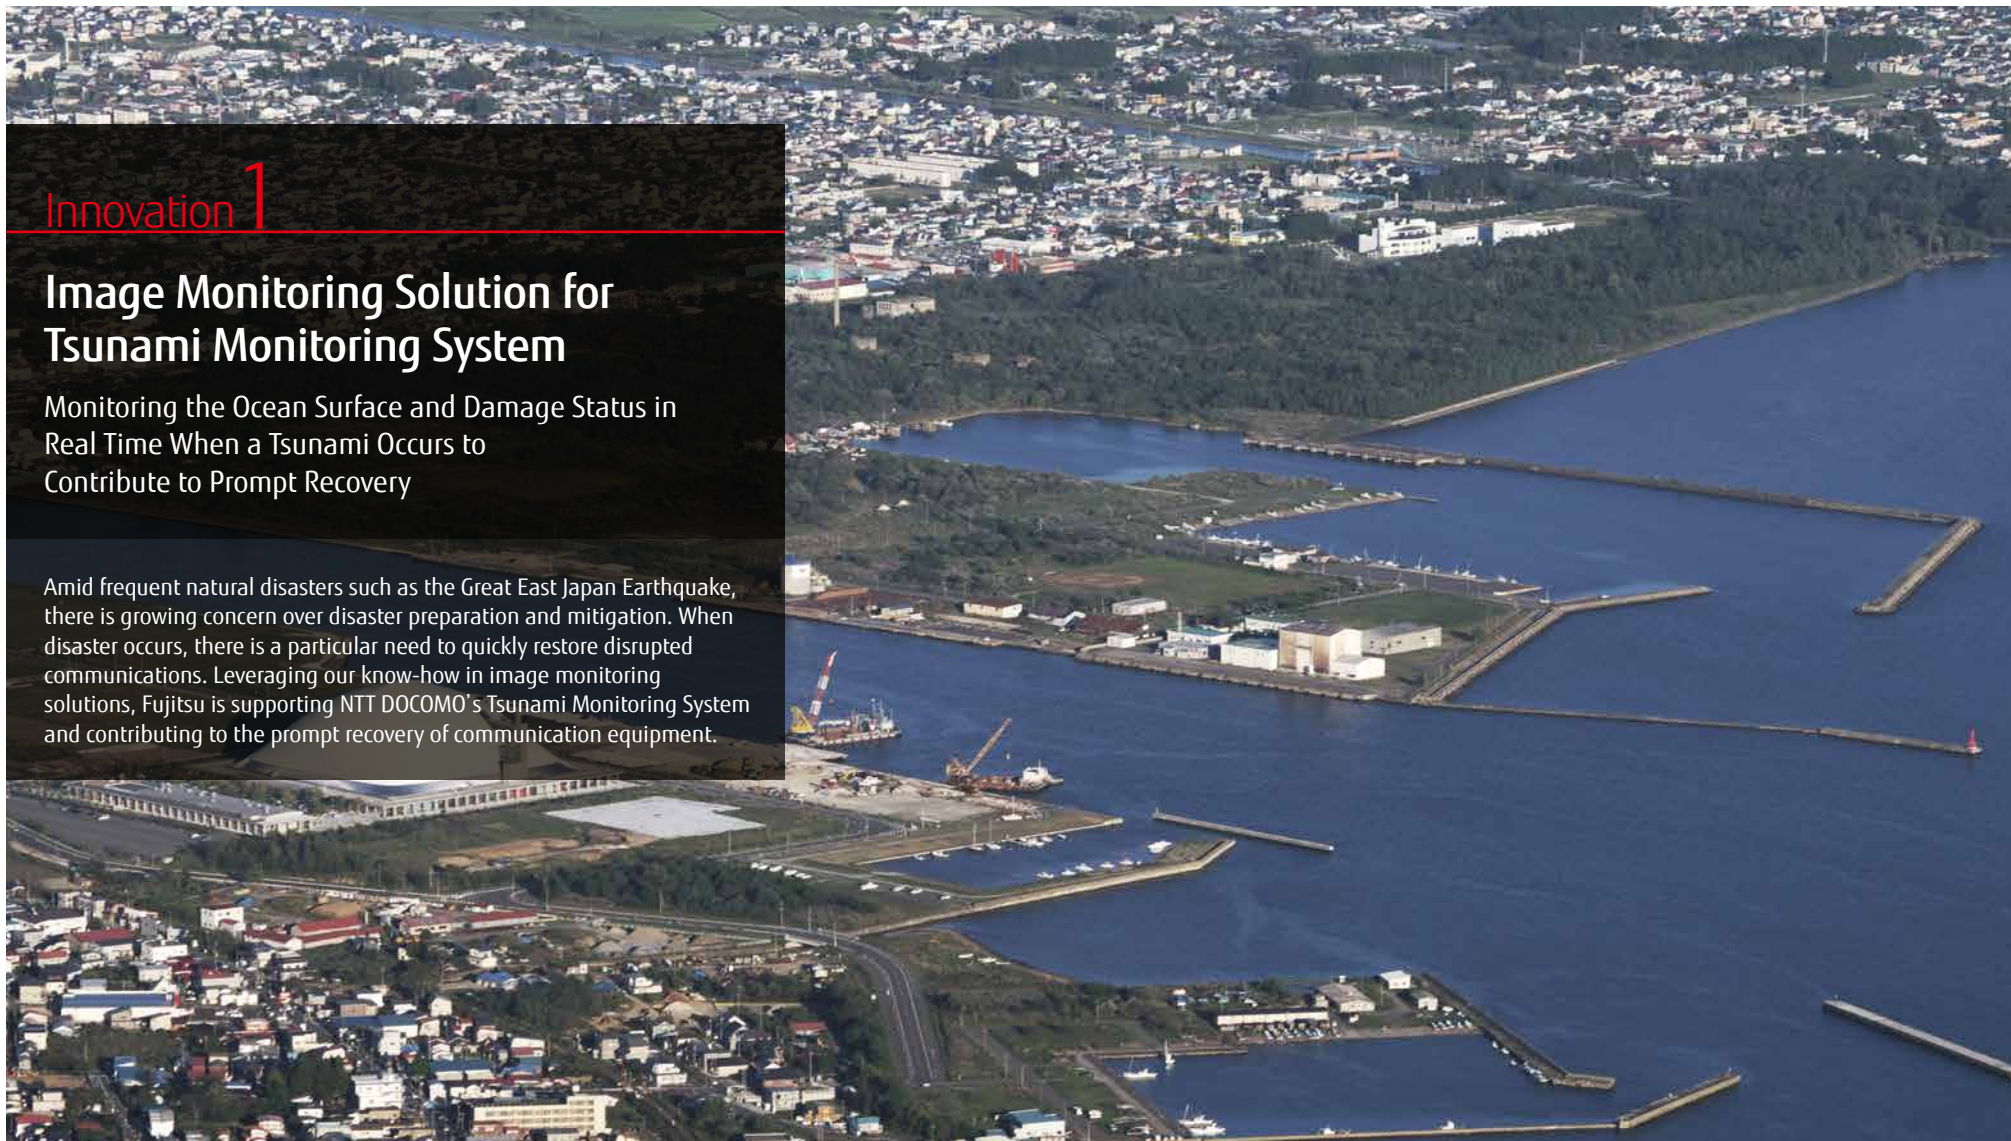 Innovation 1
Image Monitoring Solution for
Tsunami Monitoring System
Monitoring the Ocean Surface and Damage Status in
Real Time When a Tsunami Occurs to
Contribute to Prompt Recovery
Amid frequent natural disasters such as the Great East Japan Earthquake,
there is growing concern over disaster preparation and mitigation. When
disaster occurs, there is a particular need to quickly restore disrupted
communications. Leveraging our know-how in image monitoring
solutions, Fujitsu is supporting NTT DOCOMO's Tsunami Monitoring System
and contributing to the prompt recovery of communication equipment.